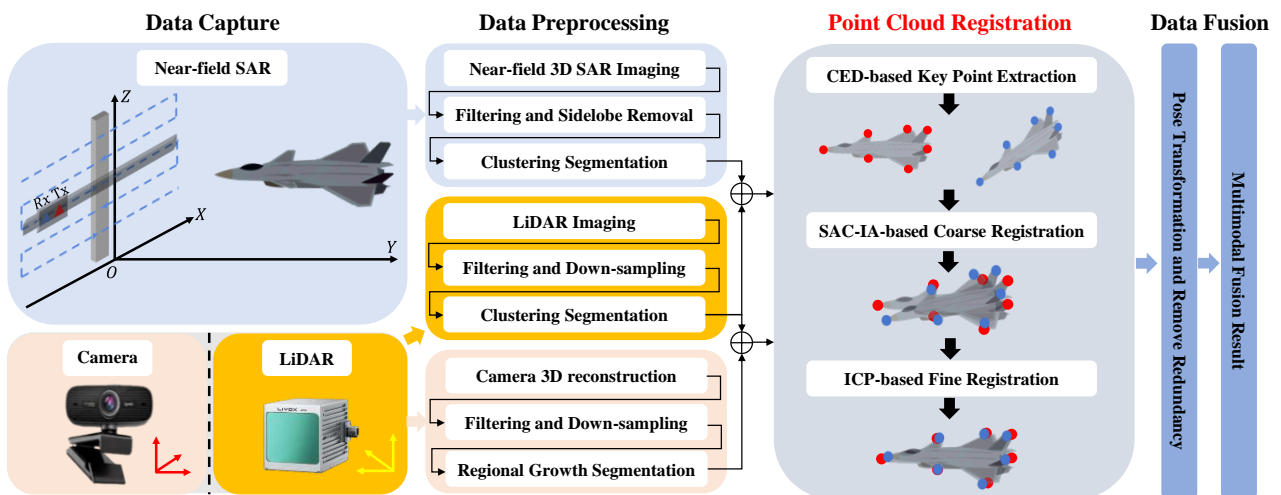 Data Capture
Data Preprocessing
Point Cloud Registration
Data Fusion
Near-field SAR
Z
Rx Tx
X
Y
O
Camera
LiDAR
LIVOX
Near-field 3D SAR Imaging
Filtering and Sidelobe Removal
Clustering Segmentation
LiDAR Imaging
Filtering and Down-sampling
Clustering Segmentation
Camera 3D reconstruction
Filtering and Down-sampling
Regional Growth Segmentation
CED-based Key Point Extraction
SAC-IA-based Coarse Registration
ICP-based Fine Registration
Pose Transformation and Remove Redundancy
Multimodal Fusion Result